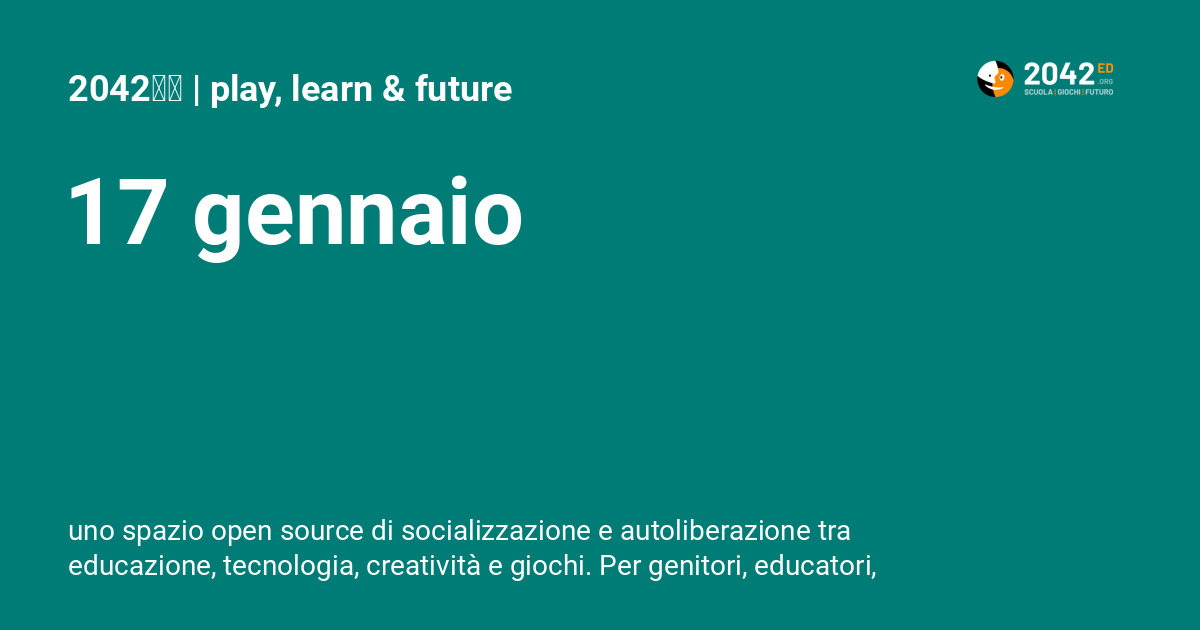 2042 | play, learn & future
2042 ED
.ORG
SCUOLA | GIOCHI | FUTURO
17 gennaio
uno spazio open source di socializzazione e autoliberazione tra
educazione, tecnologia, creatività e giochi. Per genitori, educatori,